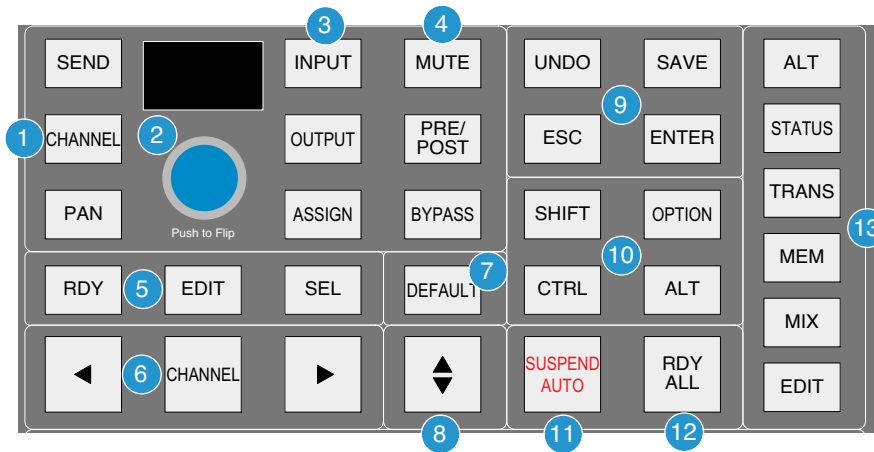 3
4
SEND
INPUT
MUTE
UNDO
SAVE
ALT
9
1
CHANNEL
2
OUTPUT
PRE/
POST
ESC
ENTER
STATUS
PAN
Push to Flip
ASSIGN
BYPASS
SHIFT
OPTION
TRANS
13
10
7
RDY
5
EDIT
SEL
DEFAULT
CTRL
ALT
MEM
MIX
6
CHANNEL
SUSPEND
AUTO
RDY
ALL
EDIT
8
11
12